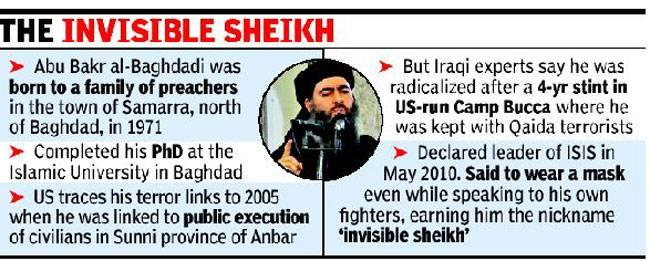 THE INVISIBLE SHEIKH
➤ Abu Bakr al-Baghdadi was
born to a family of preachers
in the town of Samarra, north
of Baghdad, in 1971
➤ Completed his PhD at the
Islamic University in Baghdad
➤ US traces his terror links to 2005
when he was linked to public execution
of civilians in Sunni province of Anbar
➤ But Iraqi experts say he was
radicalized after a 4-yr stint in
US-run Camp Bucca where he
was kept with Qaida terrorists
➤ Declared leader of ISIS in
May 2010. Said to wear a mask
even while speaking to his own
fighters, earning him the nickname
‘invisible sheikh’